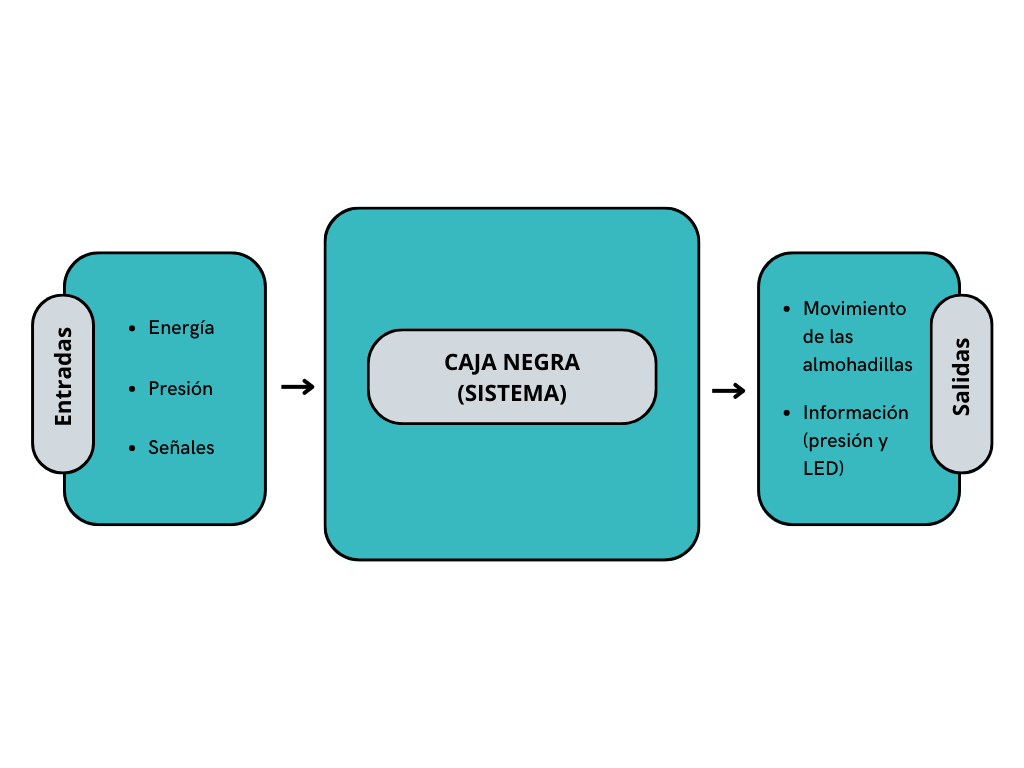 Entradas
Energía
Presión
Señales
CAJA NEGRA
(SISTEMA)
Movimiento
de las
almohadillas
Información
(presión y
LED)
Salidas